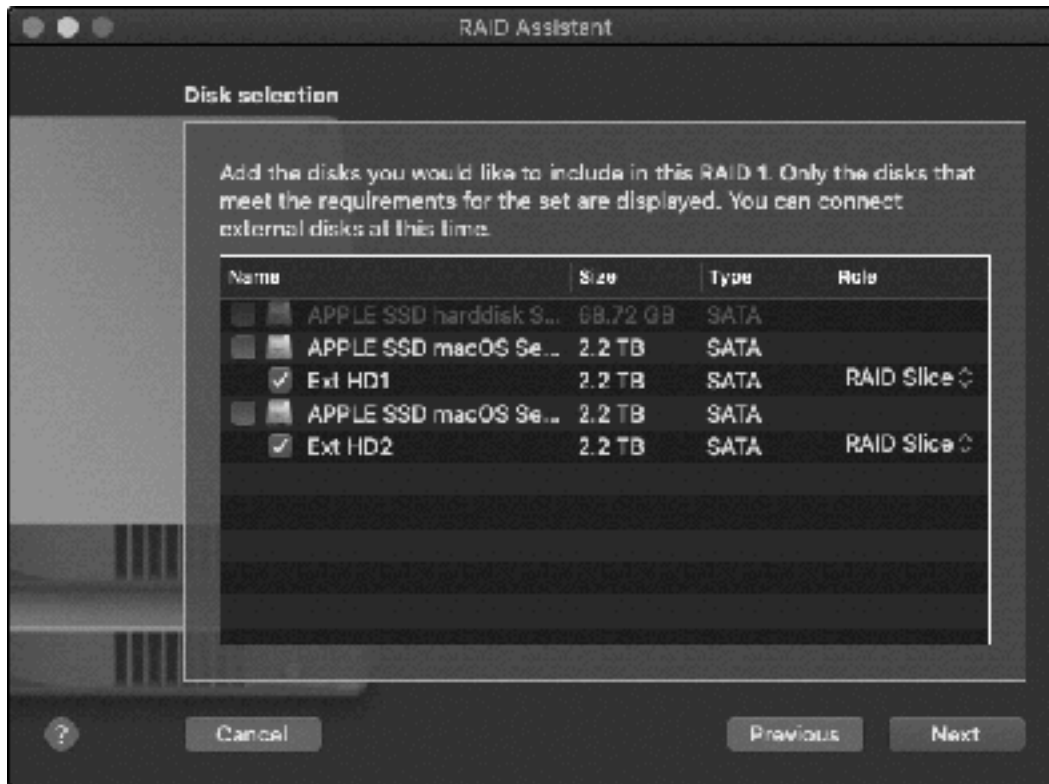 RAID Assistant
Disk selection
Add the disks you would like to include in this RAID 1. Only the disks that
meet the requirements for the set are displayed. You can connect
external disks at this time.
Name Size Type Role
APPLE SSD harddisk S... 68.72 GB SATA
APPLE SSD macOS Se... 2.2 TB SATA
Ext HD1 2.2 TB SATA RAID Slice
APPLE SSD macOS Se... 2.2 TB SATA
Ext HD2 2.2 TB SATA RAID Slice
? Cancel Previous Next